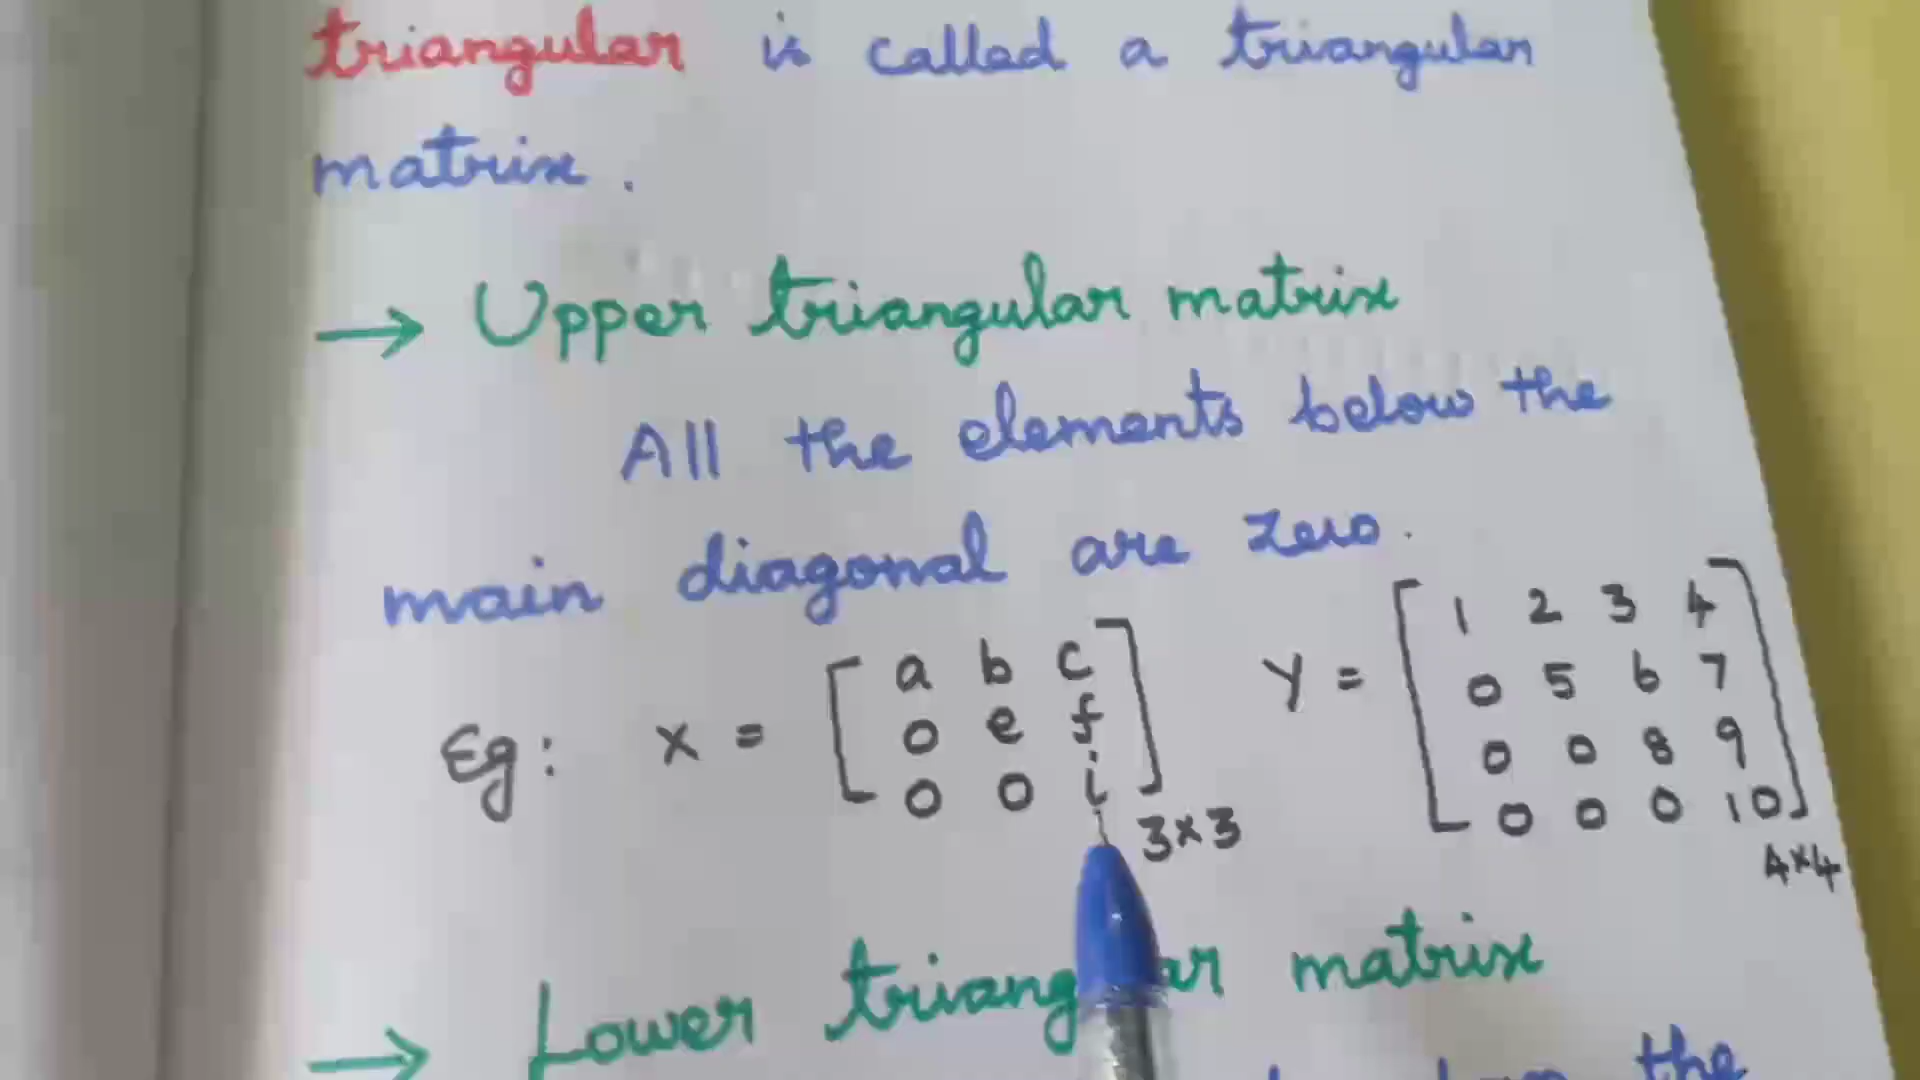 triangular is called a triangular
matrix.
→ Upper triangular matrix
All the elements below the
main diagonal are zero.
Eg: X = [a b c
0 e f
0 0 i] 3×3
Y = [1 2 3 4
0 5 6 7
0 0 8 9
0 0 0 10] 4×4
→ Lower triangular matrix
the